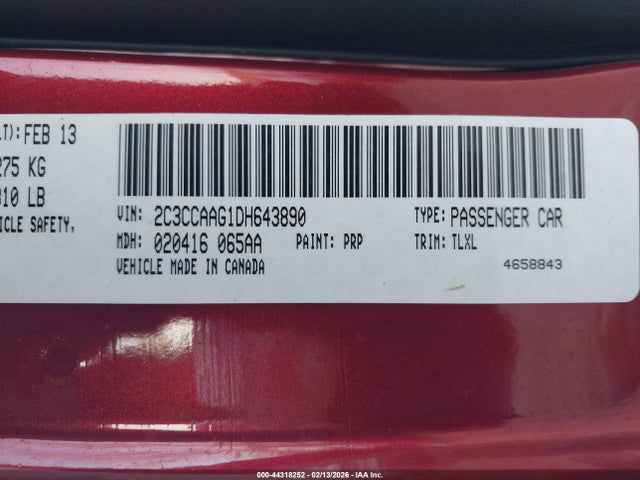 LT): FEB 13
275 KG
310 LB
ICLE SAFETY,
VIN: 2C3CCAAG1DH643890
TYPE: PASSENGER CAR
MDH: 020416 065AA
PAINT: PRP
TRIM: TLXL
VEHICLE MADE IN CANADA
4658843
000-44318252 - 02/13/2026 - IAA Inc.